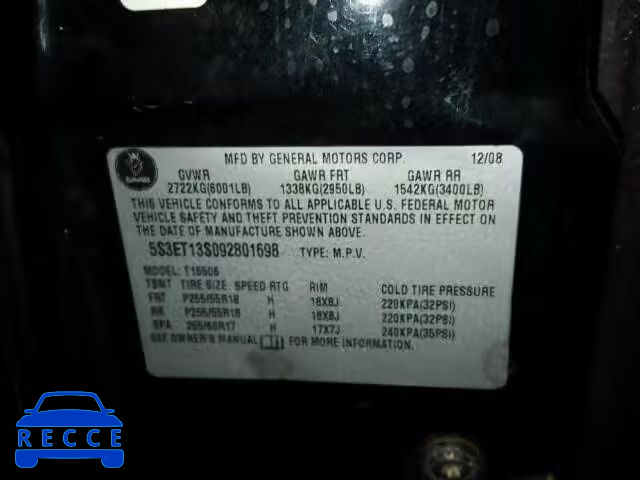 MFD BY GENERAL MOTORS CORP. 12/08
GVWR GAWR FRT GAWR RR
2722KG(6001LB) 1338KG(2950LB) 1542KG(3400LB)
THIS VEHICLE CONFORMS TO ALL APPLICABLE U.S. FEDERAL MOTOR
VEHICLE SAFETY AND THEFT PREVENTION STANDARDS IN EFFECT ON
THE DATE OF MANUFACTURE SHOWN ABOVE.
5S3ET13S092801698 TYPE: M.P.V.
MODEL: T15506
TIRE SIZE SPEED RTG RIM COLD TIRE PRESSURE
FRT P255/55R18 H 18X8J 220KPA(32PSI)
RR P255/55R18 H 18X8J 220KPA(32PSI)
SPA 265/60R17 H 17X7J 240KPA(35PSI)
SEE OWNER'S MANUAL FOR MORE INFORMATION
RECCE